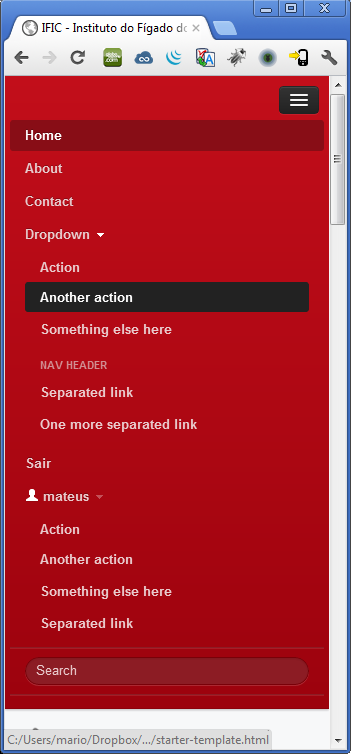 IFIC - Instituto do Fígado do
Home
About
Contact
Dropdown
Action
Another action
Something else here
NAV HEADER
Separated link
One more separated link
Sair
mateus
Action
Another action
Something else here
Separated link
Search
C:/Users/mario/Dropbox/.../starter-template.html